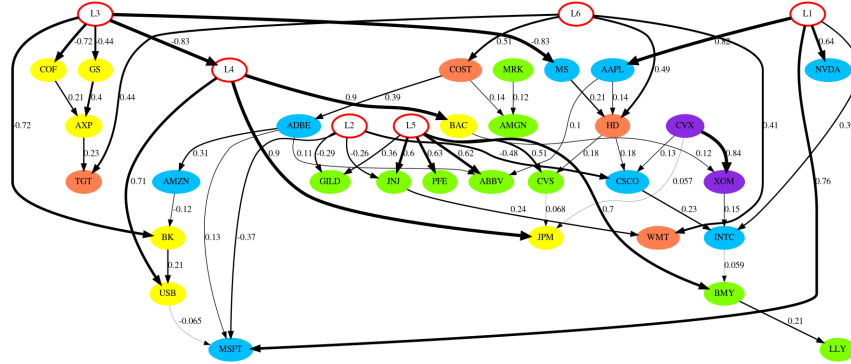 L3 L6 L1
-0.72 -0.44 -0.83 -0.83 0.51 0.82 0.64
COF GS L4 MS COST MRK AAPL NVDA
0.49
0.21 0.4 0.44 0.9 0.39 0.14 0.12 0.21 0.14 0.1
-0.72 AXP ADBE L2 L5 BAC AMGN HD CVX 0.41
0.23 0.31 0.11 0.9 -0.29 -0.26 0.36 0.6 0.63 0.62 -0.48 0.51 0.18 0.18 0.13 0.057 0.12 0.84
TGT AMZN GILD JNJ PFE ABBV CVS CSCO XOM
0.71 -0.12 0.24 0.068 0.7 0.23 0.15 0.76
BK 0.13 -0.37 JPM WMT INTC
0.21 0.059
USB BMY
-0.065 0.21
MSFT LLY